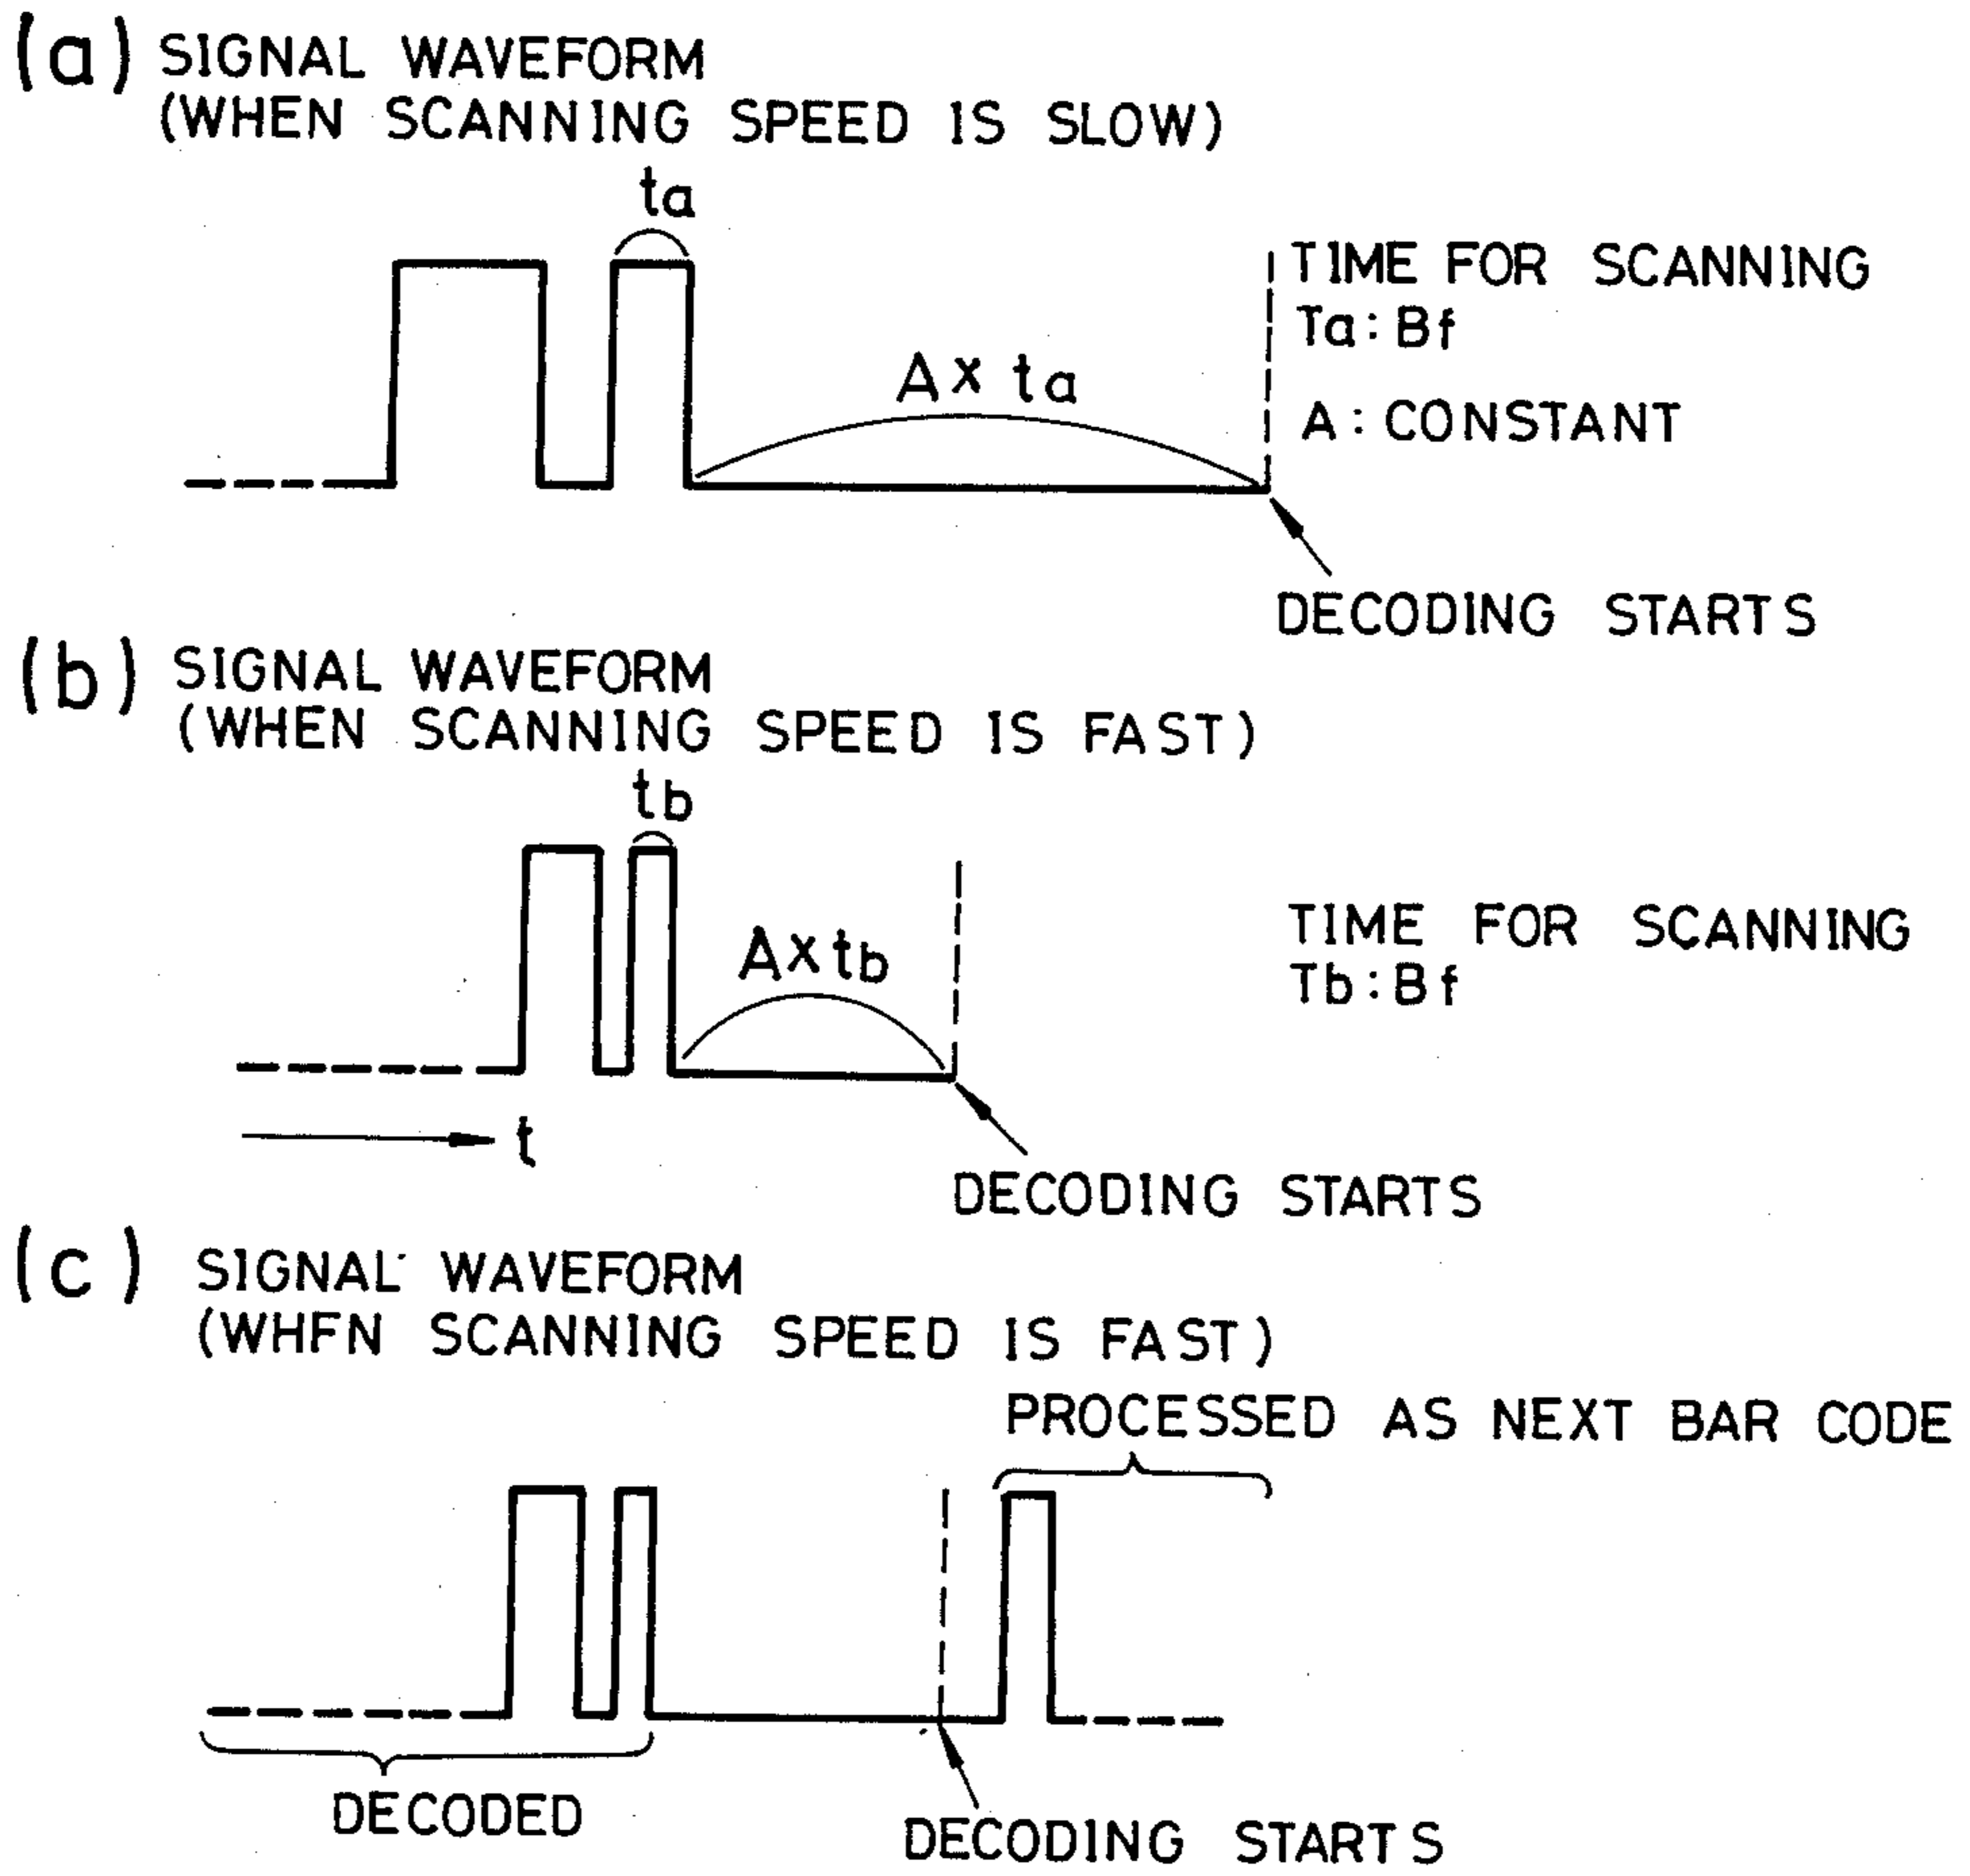 (a) SIGNAL WAVEFORM
(WHEN SCANNING SPEED IS SLOW)
ta
TIME FOR SCANNING
Ta : Bf
A × ta
A : CONSTANT
DECODING STARTS
(b) SIGNAL WAVEFORM
(WHEN SCANNING SPEED IS FAST)
tb
A×tb
TIME FOR SCANNING
Tb : Bf
t
DECODING STARTS
(c) SIGNAL WAVEFORM
(WHFN SCANNING SPEED IS FAST)
PROCESSED AS NEXT BAR CODE
DECODED
DECODING STARTS